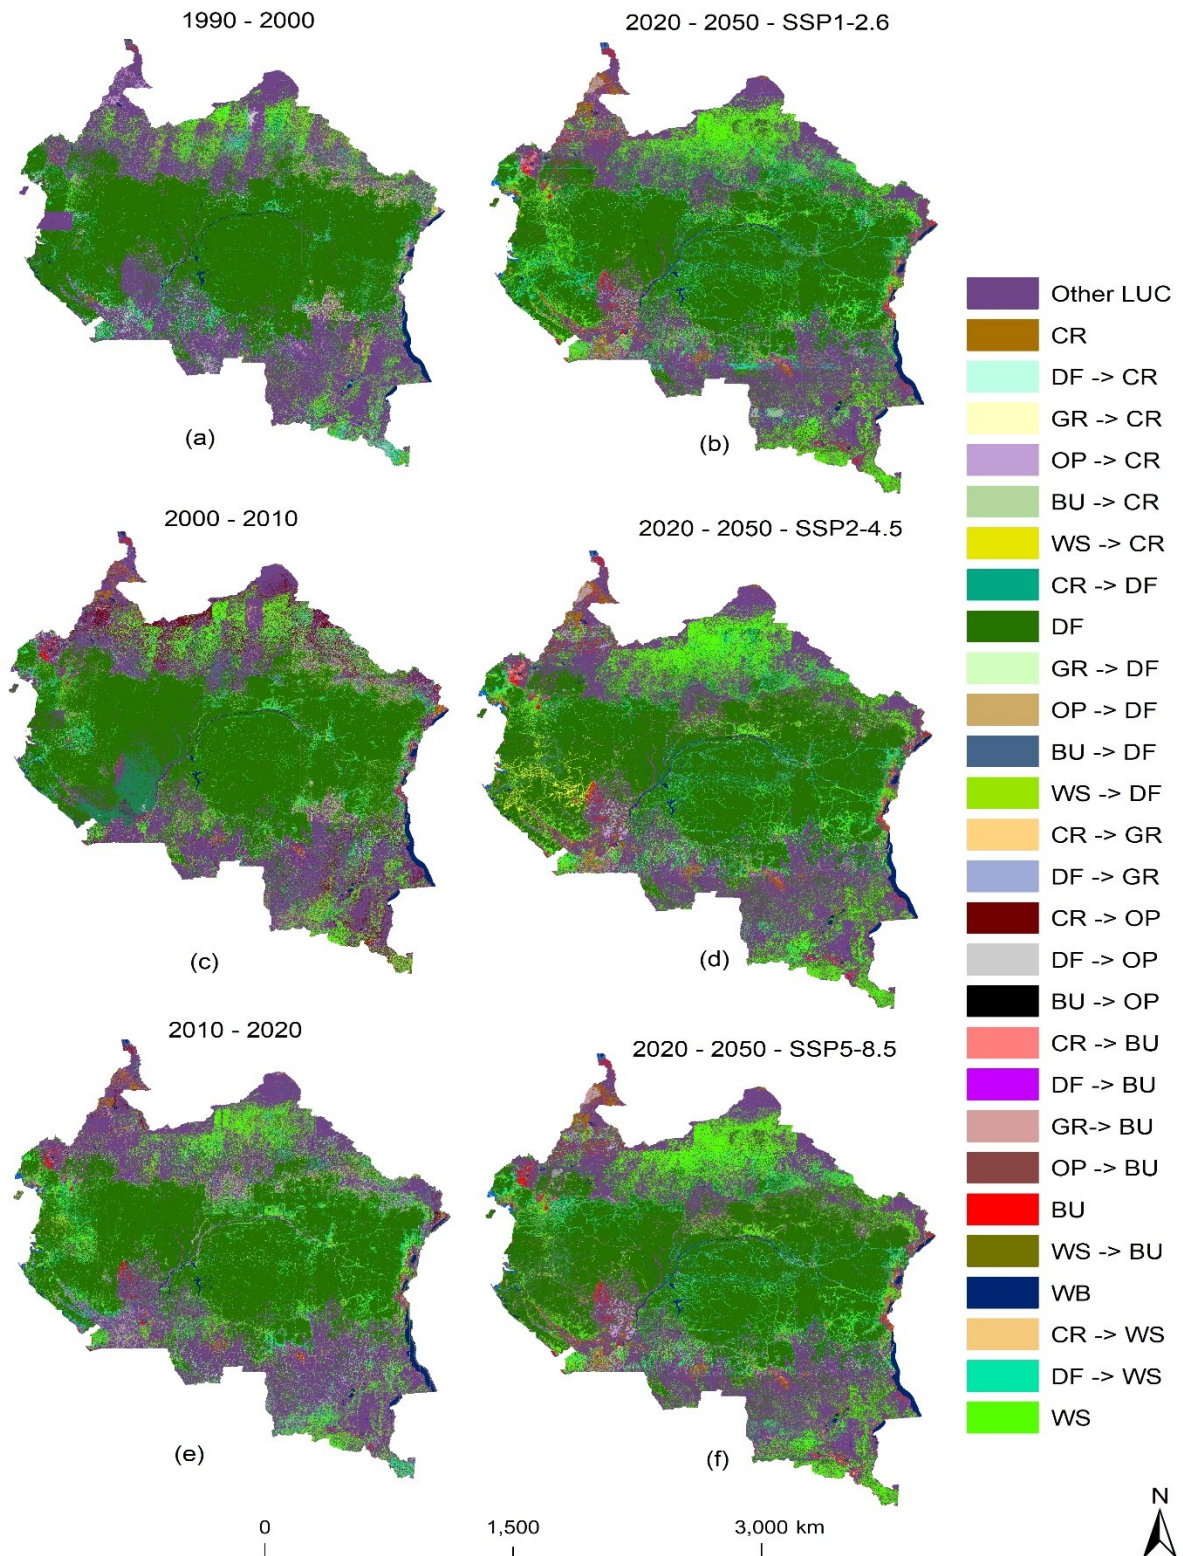 1990 - 2000
2020 - 2050 - SSP1-2.6
(a)
(b)
2000 - 2010
2020 - 2050 - SSP2-4.5
(c)
(d)
2010 - 2020
2020 - 2050 - SSP5-8.5
(e)
(f)
Other LUC
CR
DF -> CR
GR -> CR
OP -> CR
BU -> CR
WS -> CR
CR -> DF
DF
GR -> DF
OP -> DF
BU -> DF
WS -> DF
CR -> GR
DF -> GR
CR -> OP
DF -> OP
BU -> OP
CR -> BU
DF -> BU
GR-> BU
OP -> BU
BU
WS -> BU
WB
CR -> WS
DF -> WS
WS
0 1,500 3,000 km
N